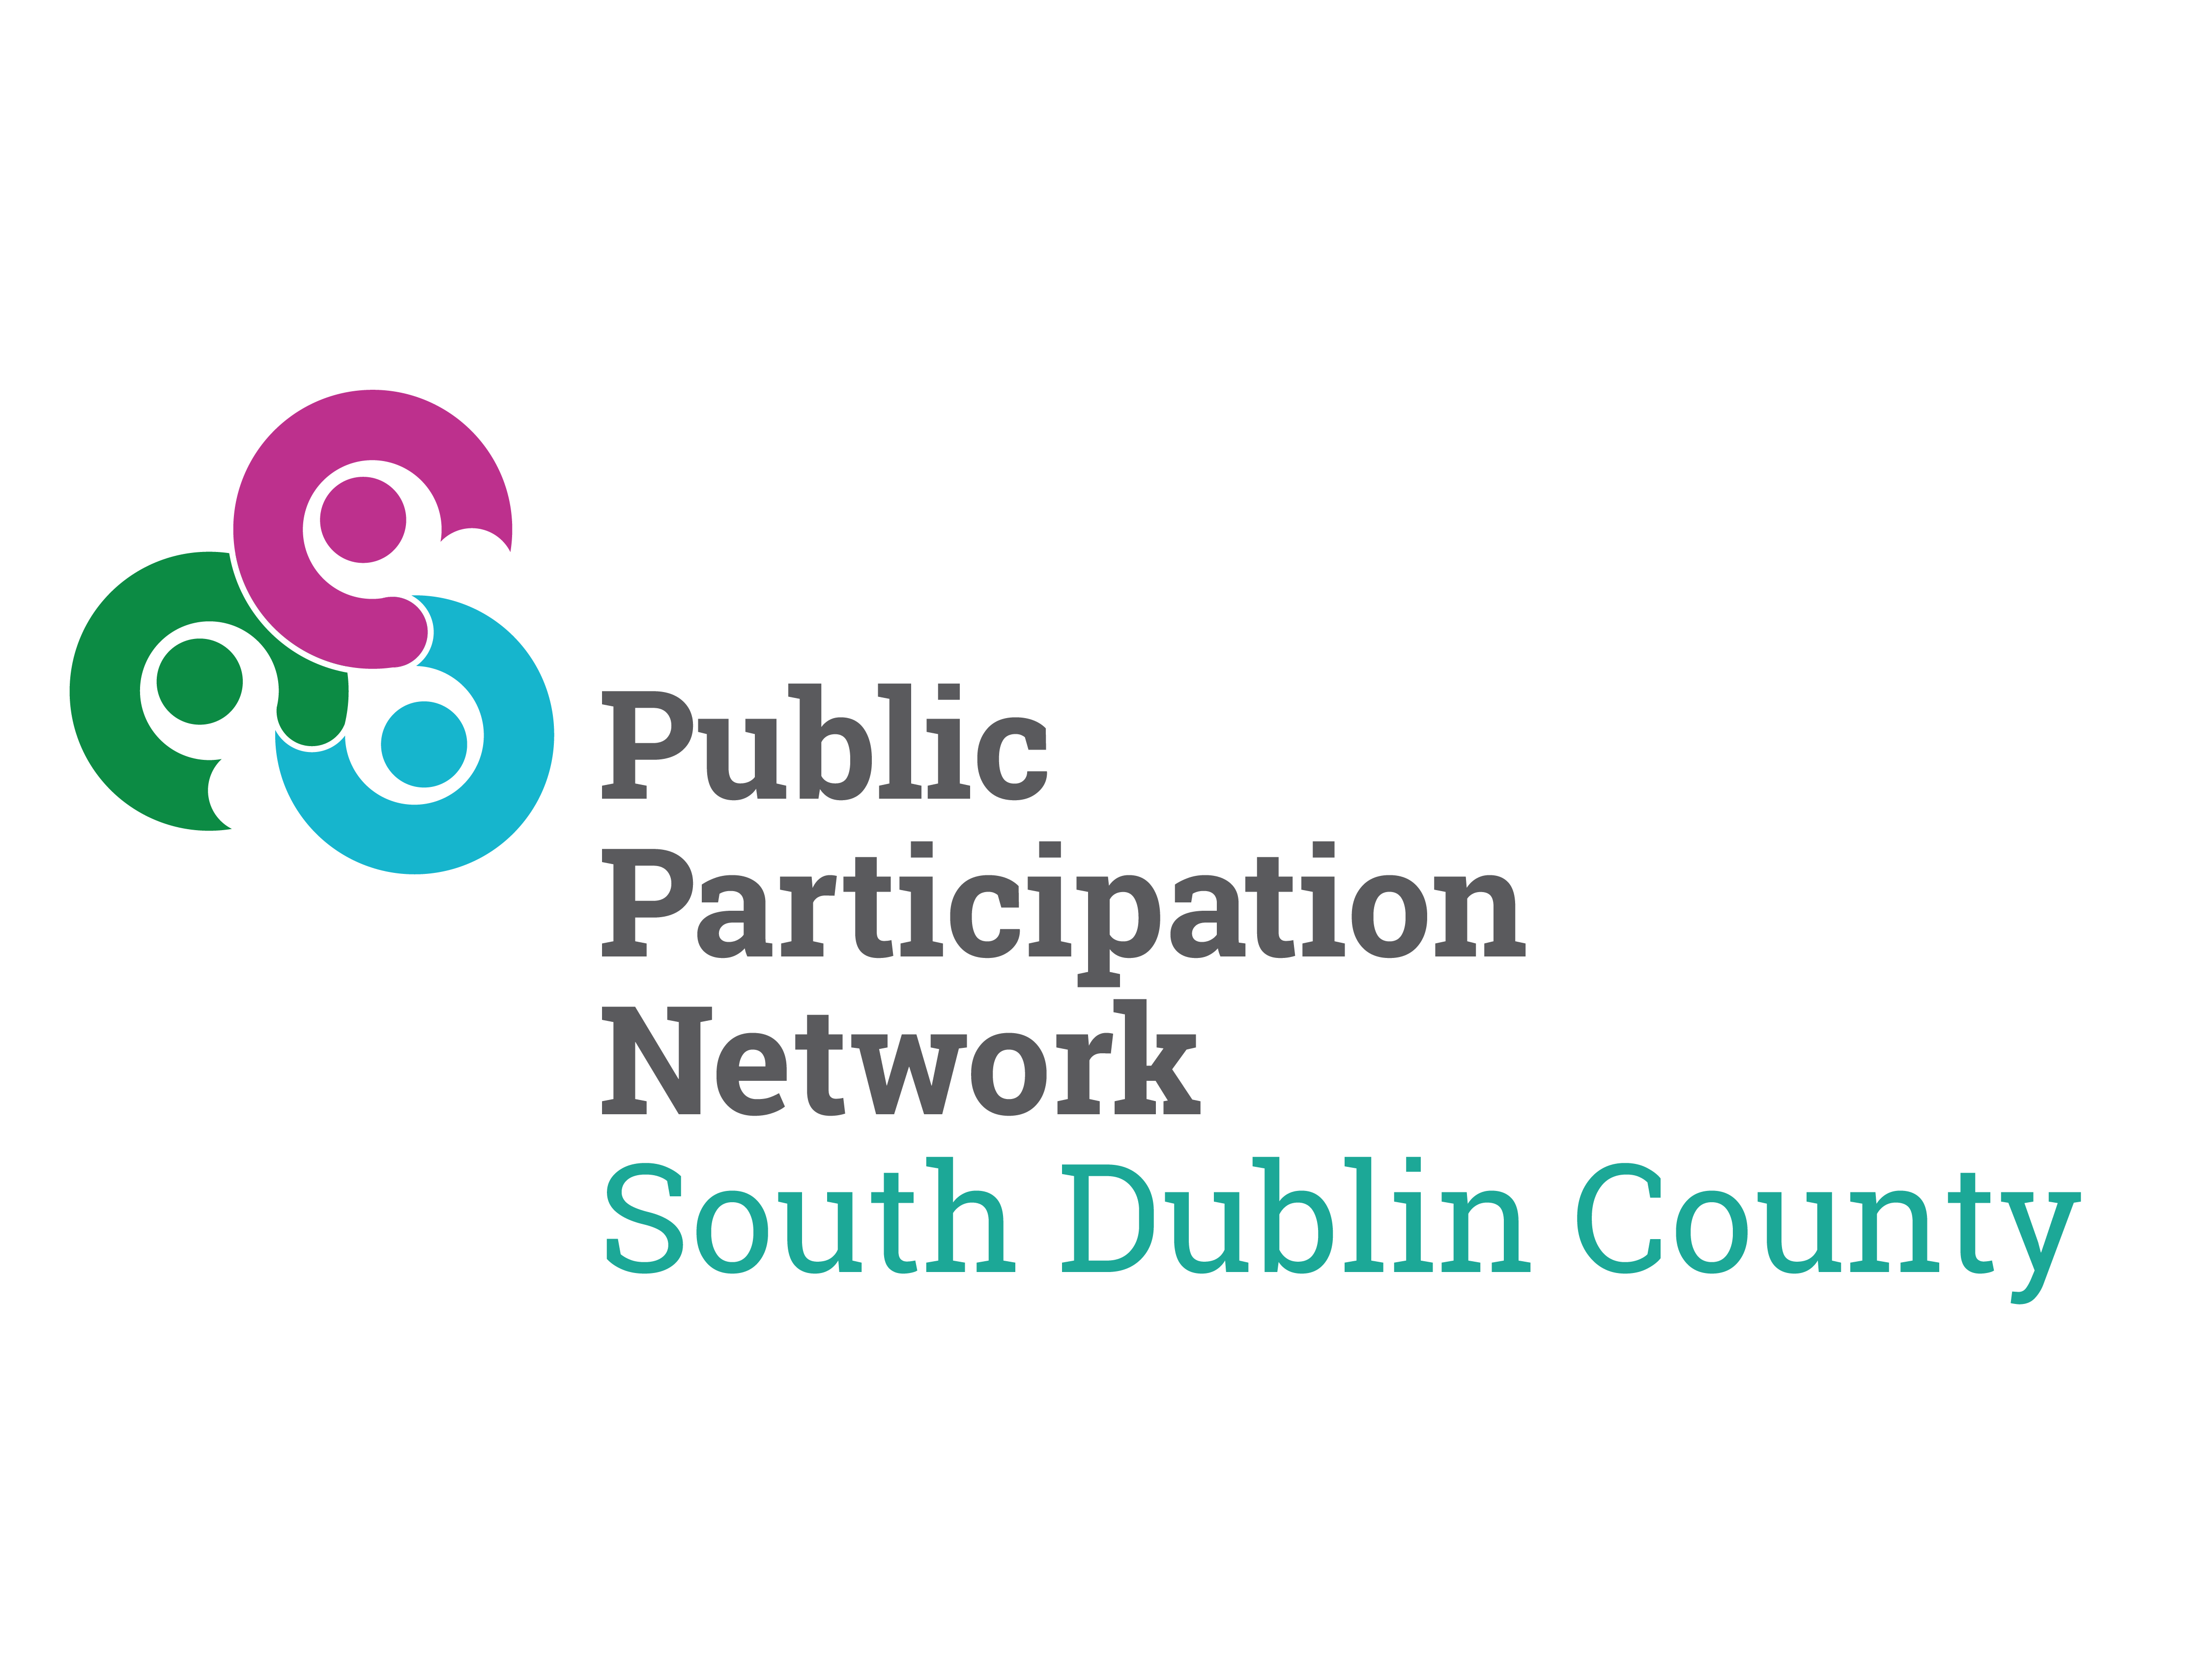 Public
Participation
Network
South Dublin County